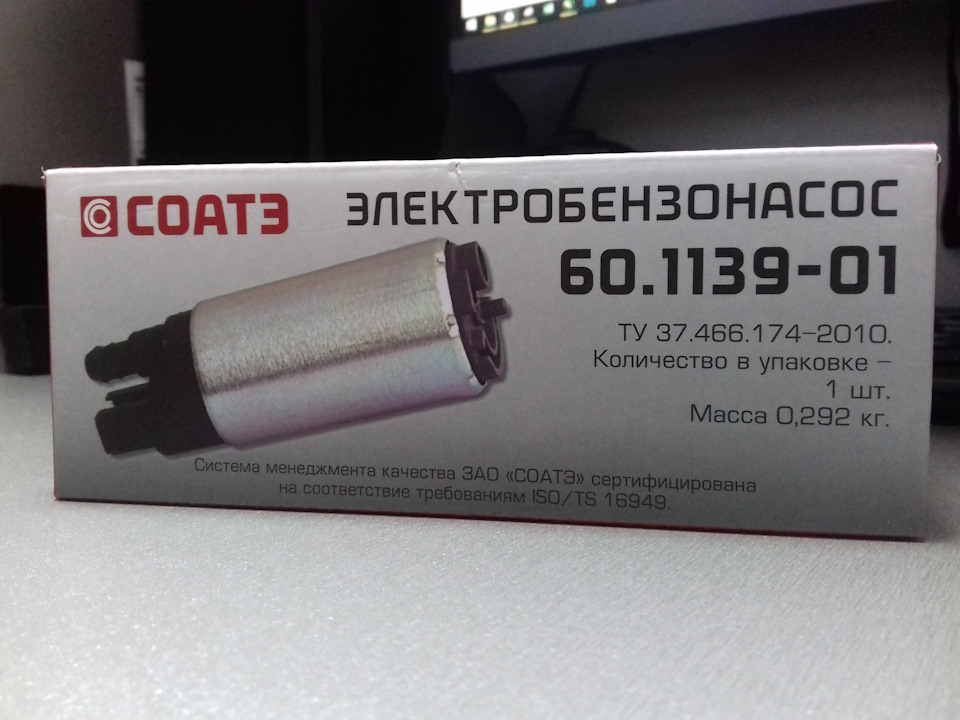 СОАТЭ
ЭЛЕКТРОБЕНЗОНАСОС
60.1139-01
ТУ 37.466.174-2010.
Количество в упаковке –
1 шт.
Масса 0,292 кг.
Система менеджмента качества ЗАО «СОАТЭ» сертифицирована
на соответствие требованиям ISO/TS 16949.